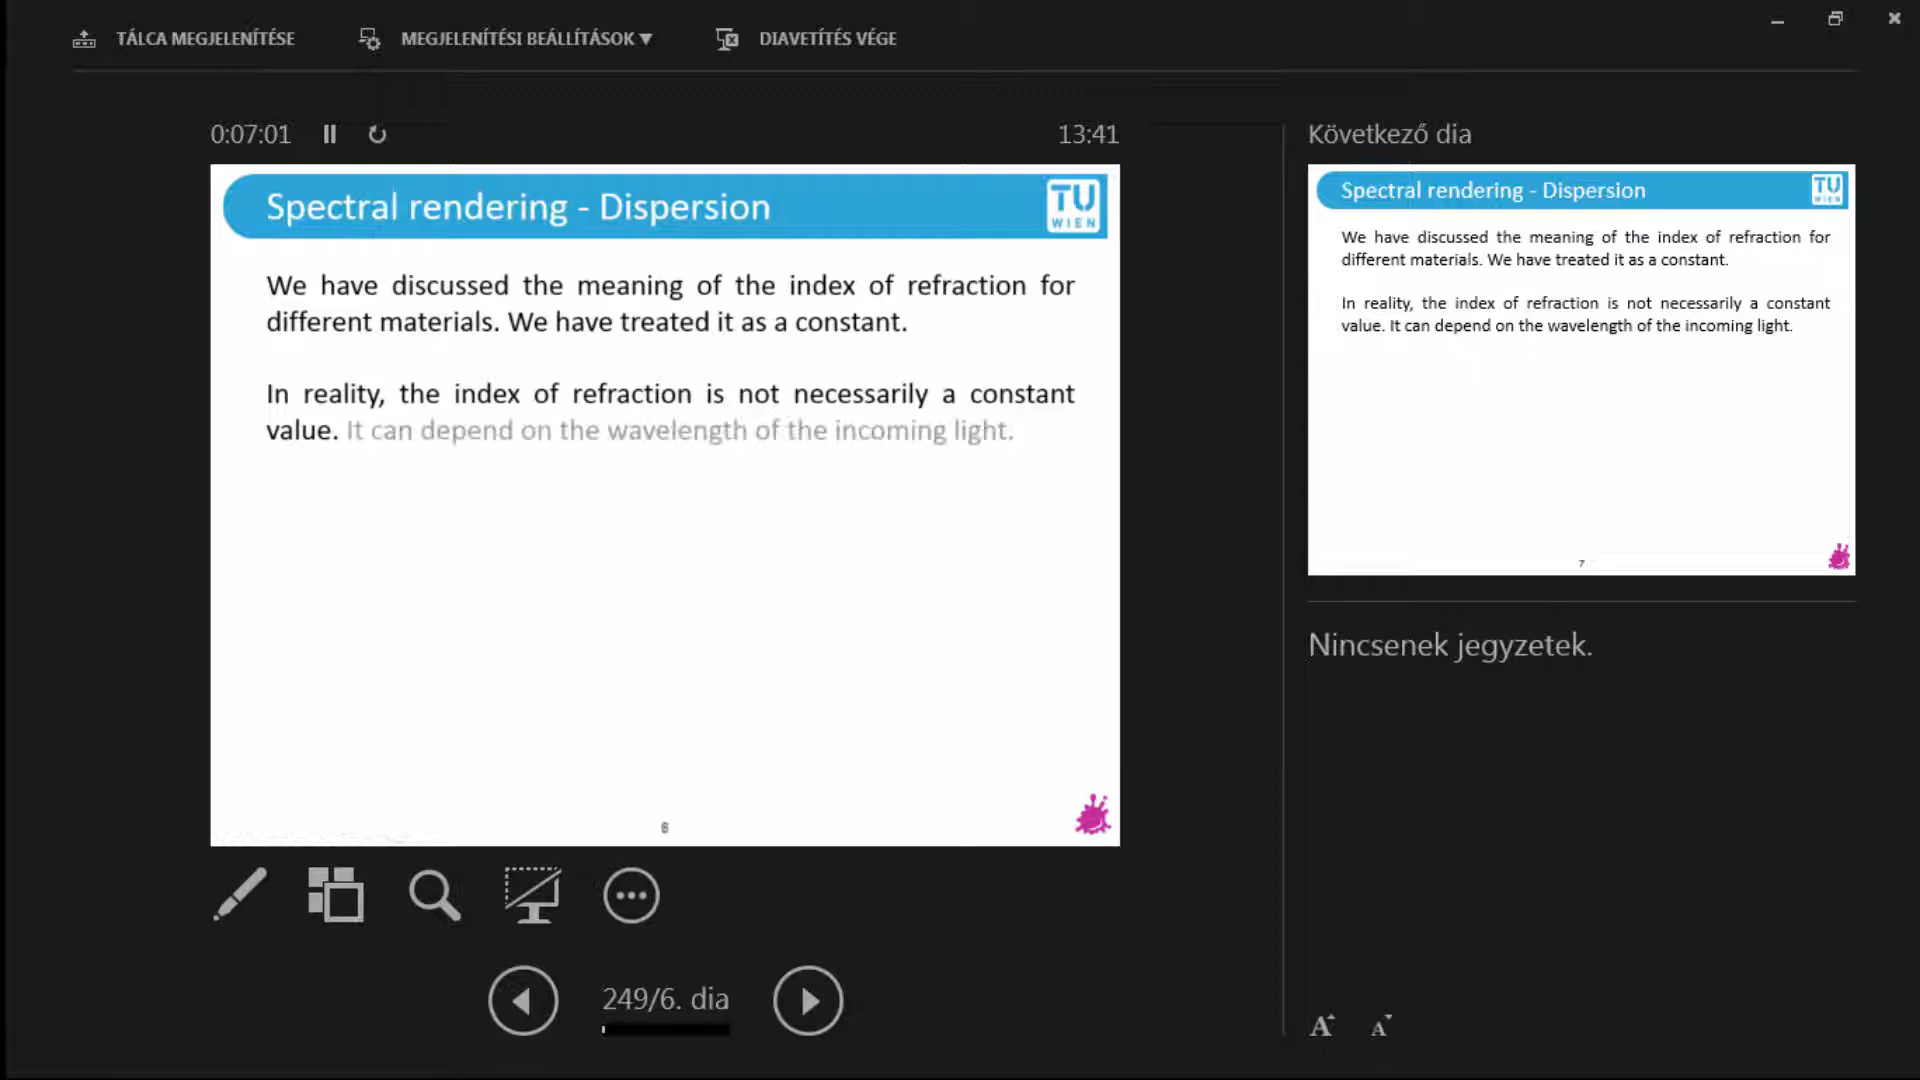 TÁLCA MEGJELENÍTÉSE
MEGJELENÍTÉSI BEÁLLÍTÁSOK
DIAVETÍTÉS VÉGE
0:07:01
13:41
Spectral rendering - Dispersion
TU
WIEN
We have discussed the meaning of the index of refraction for
different materials. We have treated it as a constant.
In reality, the index of refraction is not necessarily a constant
value. It can depend on the wavelength of the incoming light.
6
249/6. dia
Következő dia
Spectral rendering - Dispersion
TU
WIEN
We have discussed the meaning of the index of refraction for
different materials. We have treated it as a constant.
In reality, the index of refraction is not necessarily a constant
value. It can depend on the wavelength of the incoming light.
7
Nincsenek jegyzetek.
A A